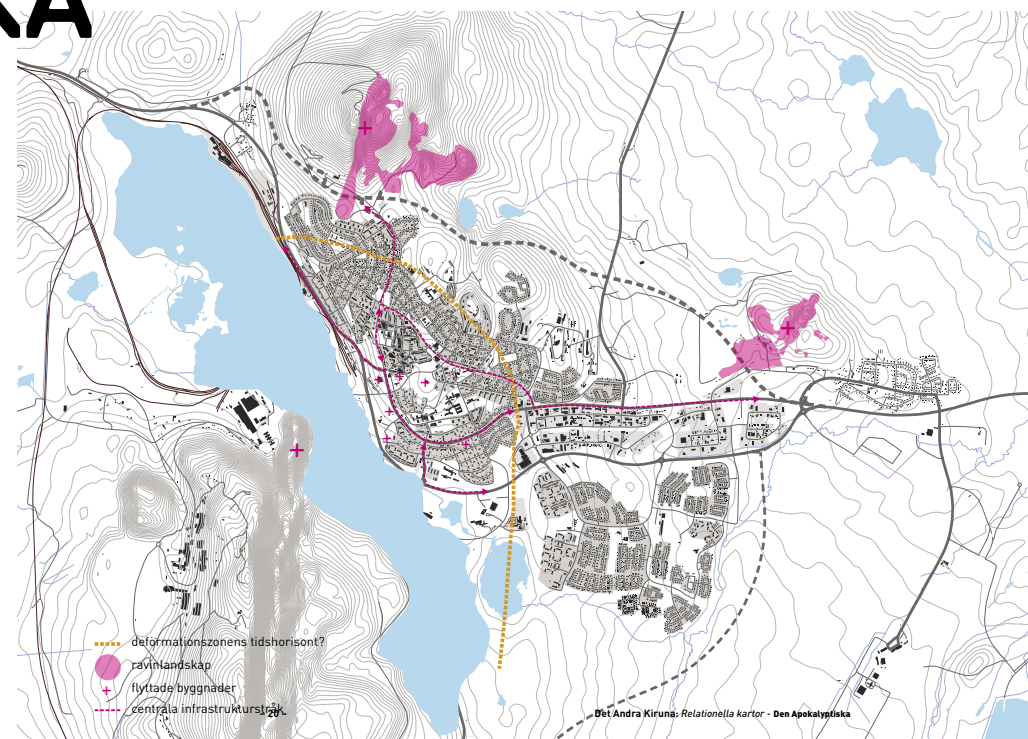 KA
deformationszonens tidshorisont?
ravinlandskap
flyttade byggnader
centrala infrastrukturstråk
- 20 -
Det Andra Kiruna: Relationella kartor - Den Apokalyptiska